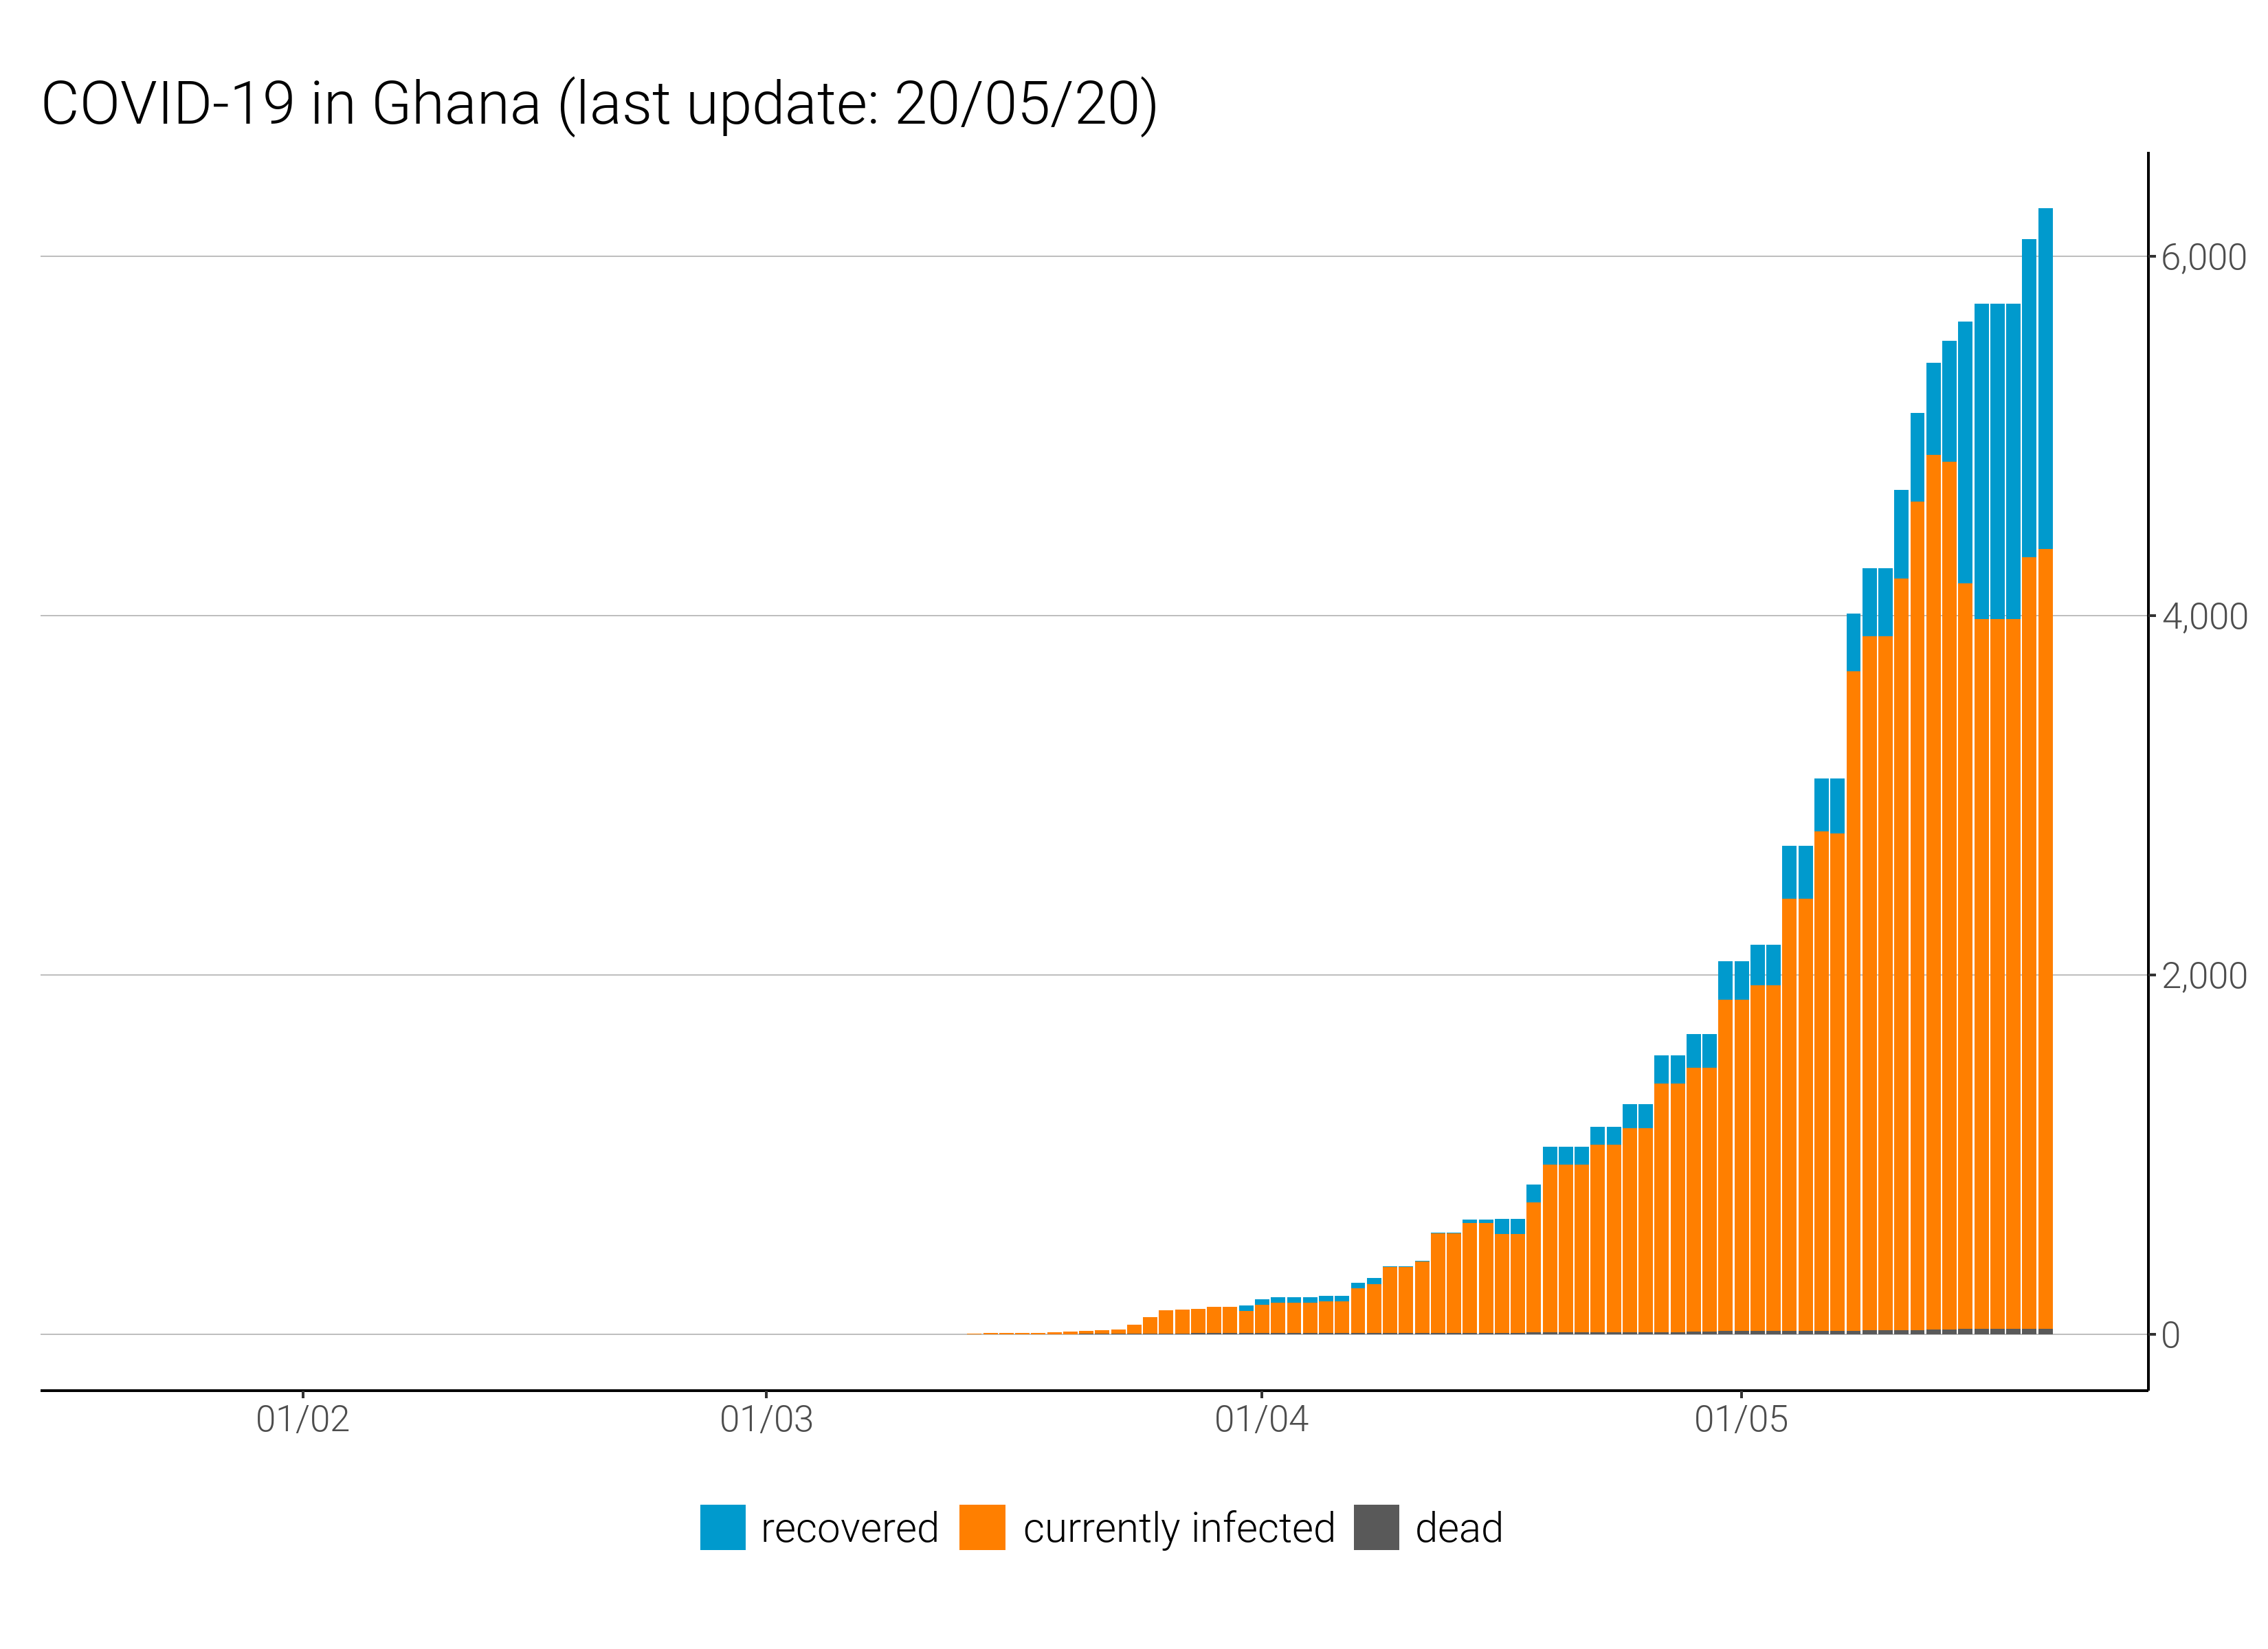 COVID-19 in Ghana (last update: 20/05/20)
6,000
4,000
2,000
0
01/02 01/03 01/04 01/05
recovered currently infected dead